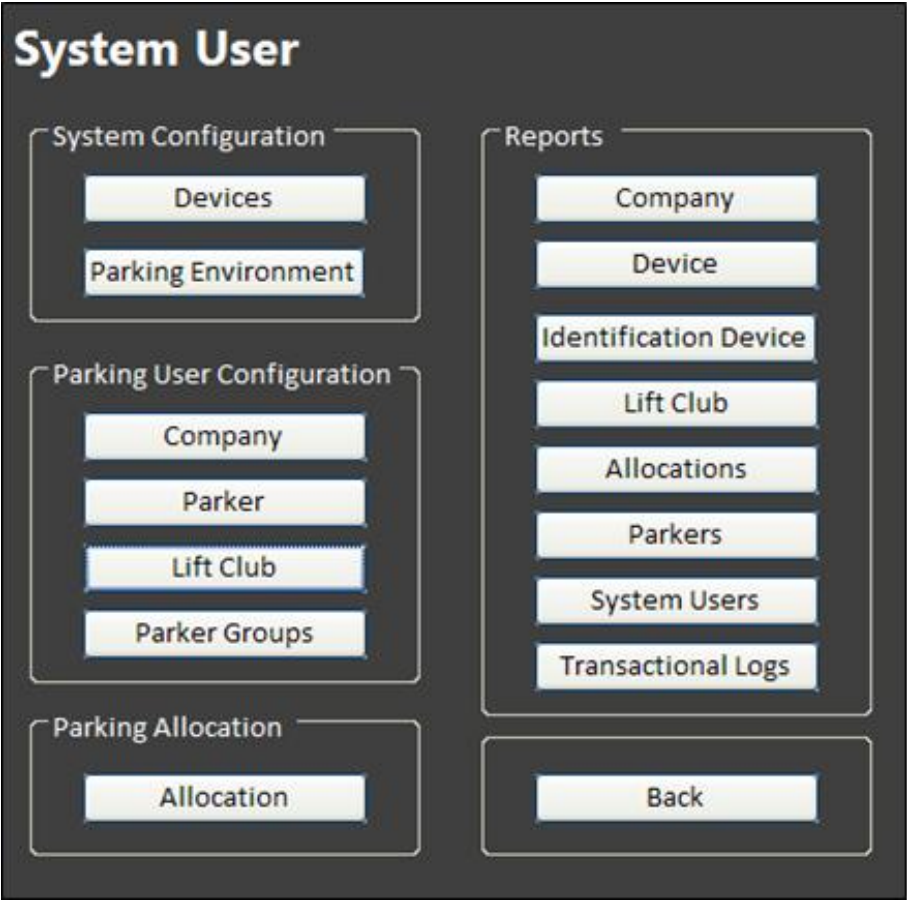 System User
System Configuration
Devices
Parking Environment
Parking User Configuration
Company
Parker
Lift Club
Parker Groups
Parking Allocation
Allocation
Reports
Company
Device
Identification Device
Lift Club
Allocations
Parkers
System Users
Transactional Logs
Back